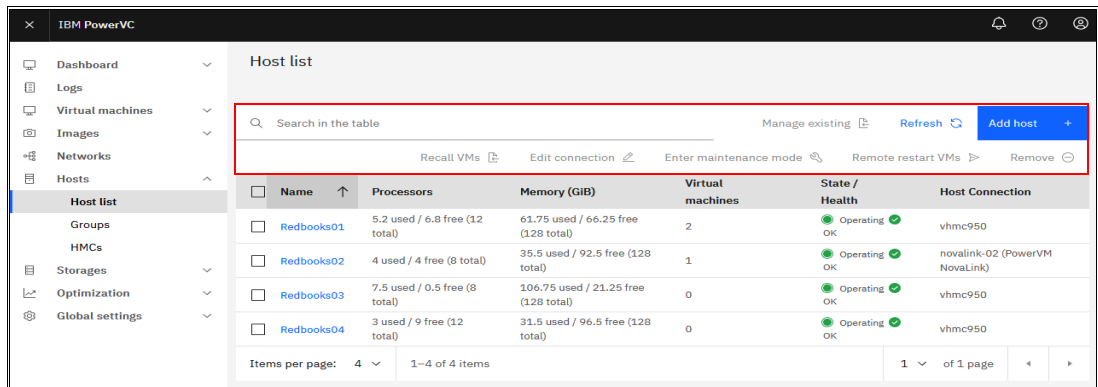 IBM PowerVC
Dashboard
Logs
Virtual machines
Images
Networks
Hosts
Host list
Groups
HMCs
Storages
Optimization
Global settings
Host list
Search in the table
Manage existing
Refresh
Add host +
Recall VMs
Edit connection
Enter maintenance mode
Remote restart VMs
Remove
Name Processors Memory (GiB) Virtual machines State / Health Host Connection
Redbooks01 5.2 used / 6.8 free (12 total) 61.75 used / 66.25 free (128 total) 2 Operating OK vhmc950
Redbooks02 4 used / 4 free (8 total) 35.5 used / 92.5 free (128 total) 1 Operating OK novalink-02 (PowerVM NovaLink)
Redbooks03 7.5 used / 0.5 free (8 total) 106.75 used / 21.25 free (128 total) 0 Operating OK vhmc950
Redbooks04 3 used / 9 free (12 total) 31.5 used / 96.5 free (128 total) 0 Operating OK vhmc950
Items per page: 4 1–4 of 4 items 1 of 1 page